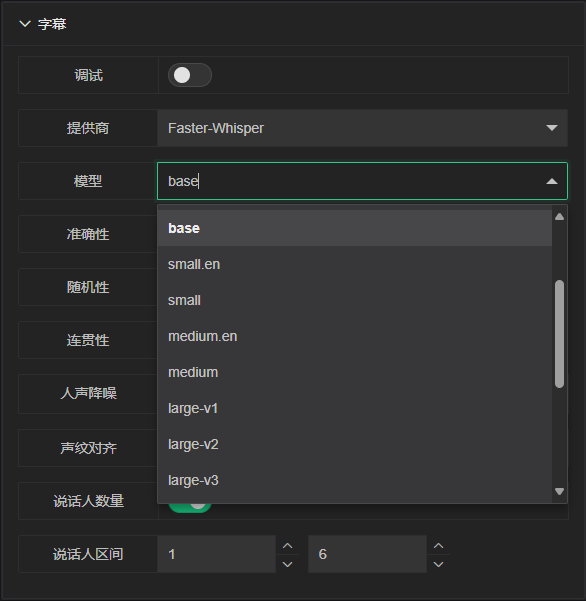 字幕
调试
提供商 Faster-Whisper
模型 base
准确性
随机性
连贯性
人声降噪
声纹对齐
说话人数量
base
small.en
small
medium.en
medium
large-v1
large-v2
large-v3
说话人区间 1 6